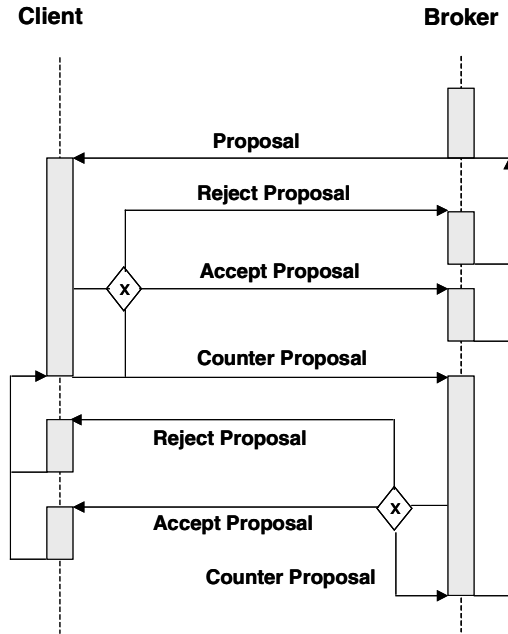 Client
Broker
Proposal
Reject Proposal
x
Accept Proposal
Counter Proposal
Reject Proposal
x
Accept Proposal
Counter Proposal